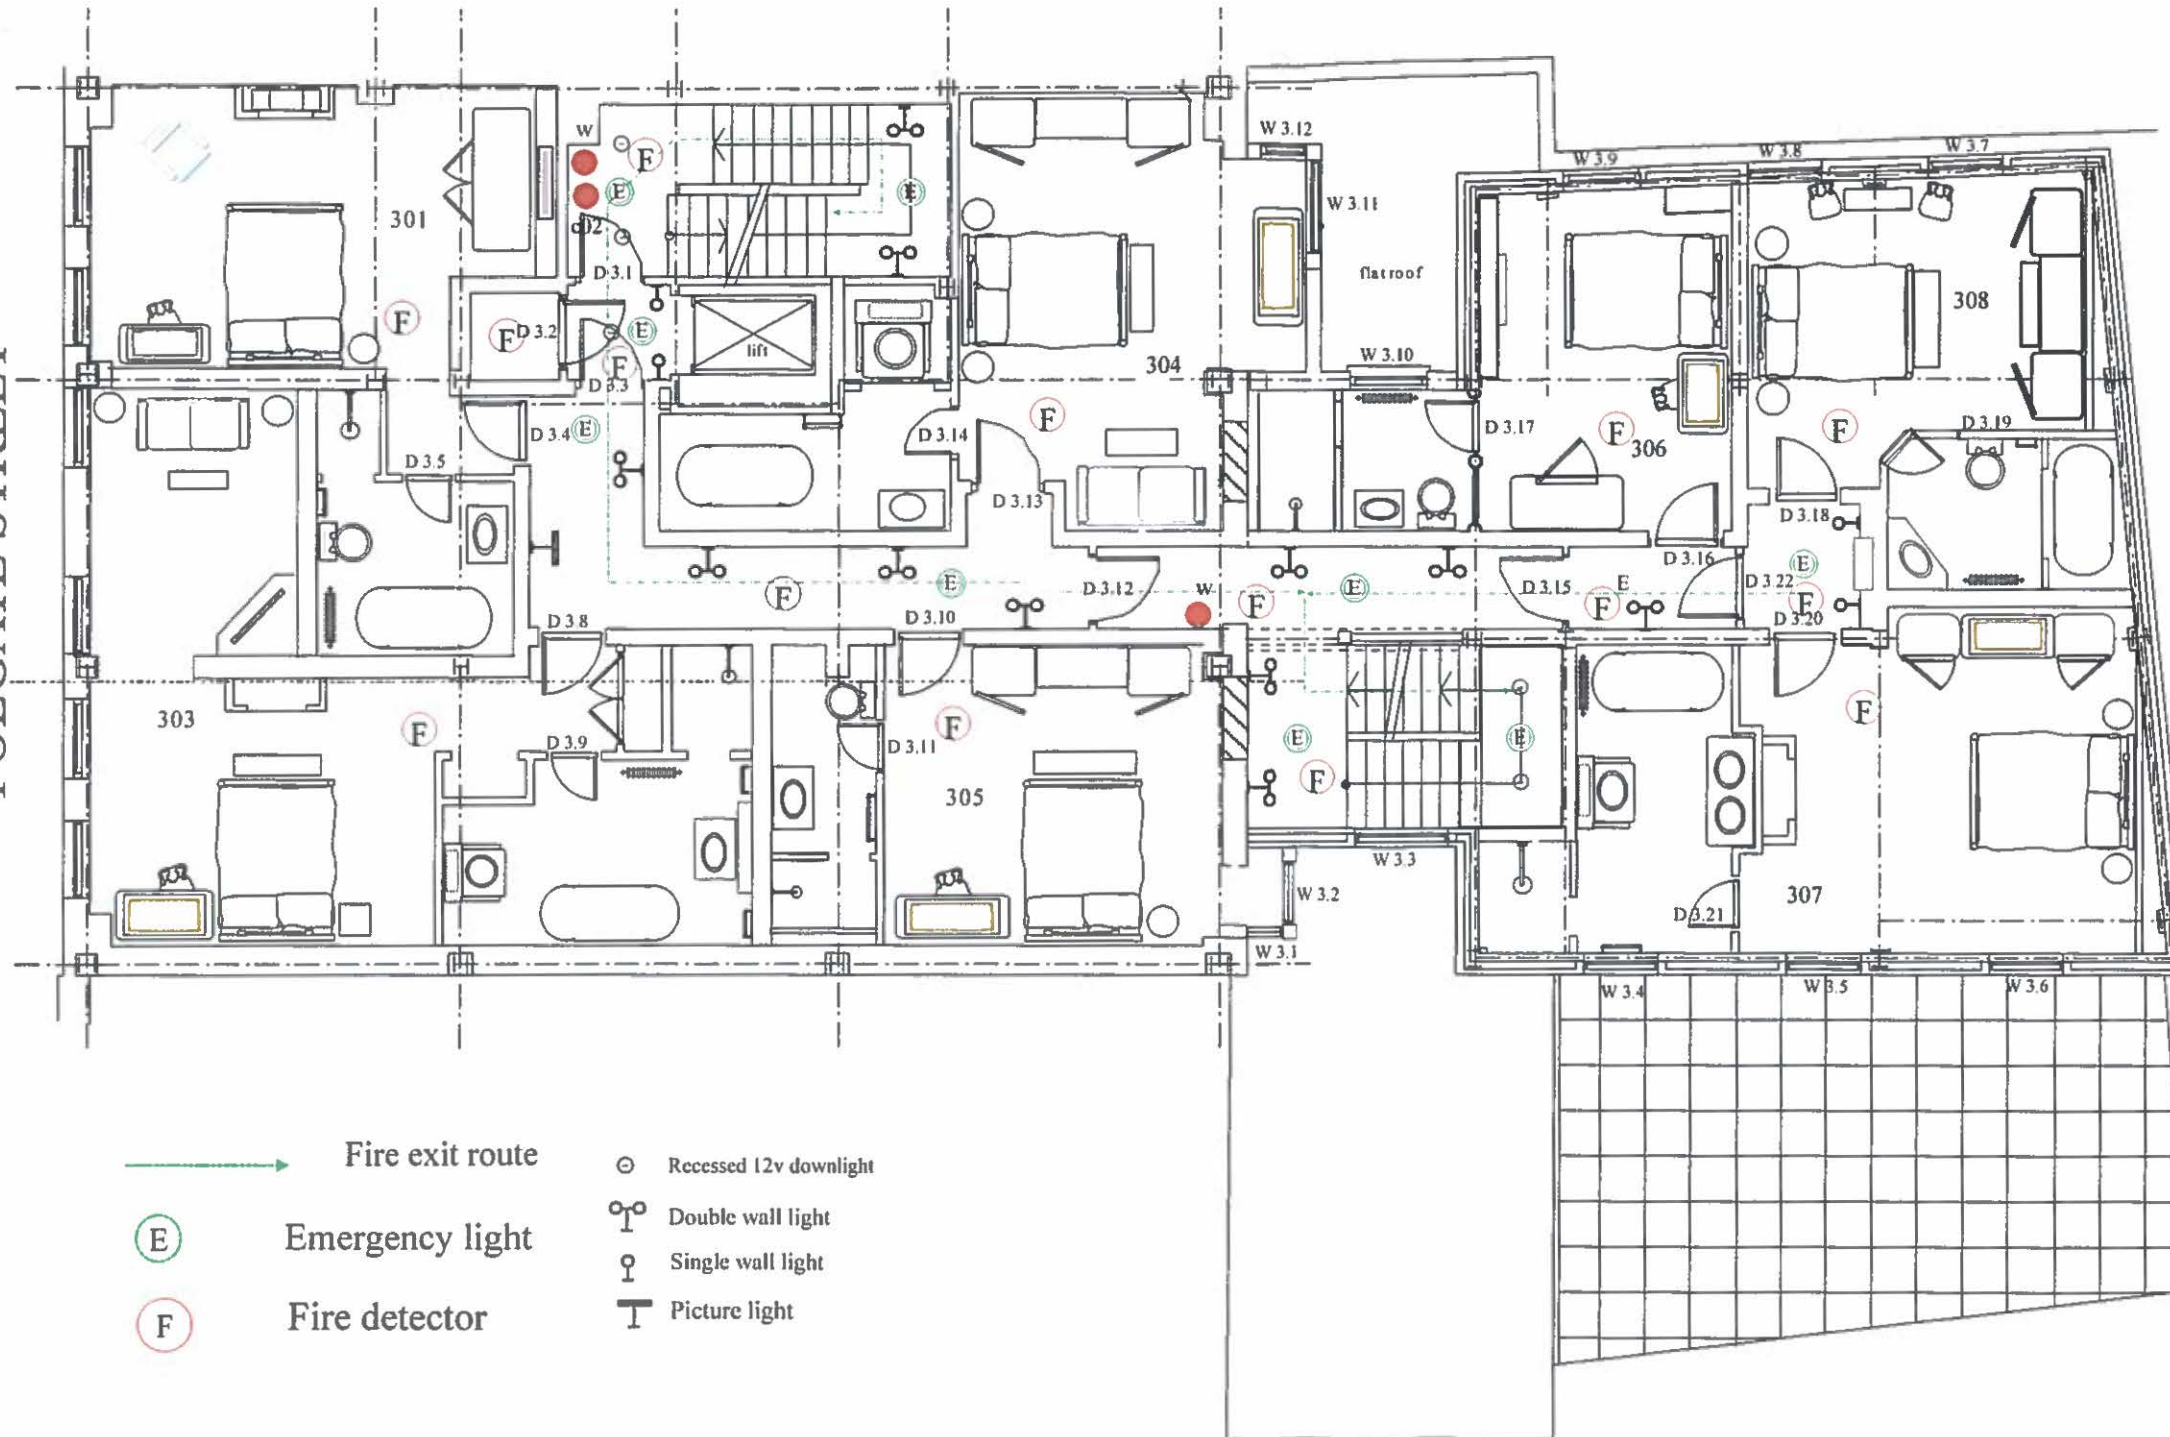 W 3.12
W 3.9
W 3.8
W 3.7
W
F
E
E
301
W 3.11
D 3.1
flat roof
308
F
F
D 3.2
E
lift
F
W 3.10
304
D 3.3
D 3.4
E
D 3.14
F
D 3.17
F
306
F
D 3.19
D 3.5
D 3.13
D 3.18
D 3.16
E
D 3.12
W
F
E
D 3.15
E
F
D 3.22
E
F
F
D 3.8
D 3.10
D 3.20
303
F
D 3.9
D 3.11
F
305
E
F
E
F
W 3.3
W 3.2
307
D 3.21
W 3.1
W 3.4
W 3.5
W 3.6
Fire exit route
Recessed 12v downlight
E
Emergency light
Double wall light
Single wall light
F
Fire detector
Picture light